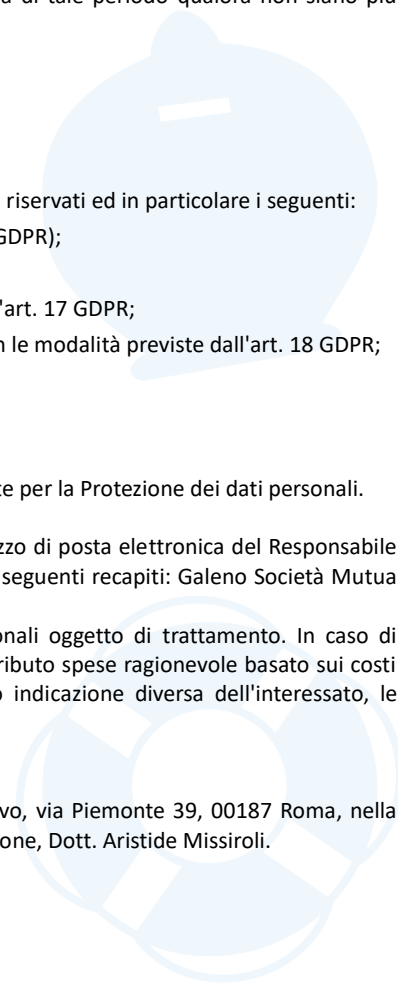 a di tale periodo qualora non siano più
riservati ed in particolare i seguenti:
GDPR);
l'art. 17 GDPR;
n le modalità previste dall'art. 18 GDPR;
te per la Protezione dei dati personali.
zzo di posta elettronica del Responsabile
seguenti recapiti: Galeno Società Mutua
onali oggetto di trattamento. In caso di
ributo spese ragionevole basato sui costi
o indicazione diversa dell'interessato, le
vo, via Piemonte 39, 00187 Roma, nella
one, Dott. Aristide Missiroli.